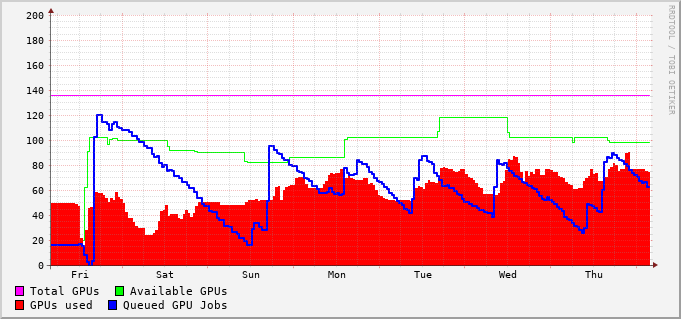 200
180
160
140
120
100
80
60
40
20
0
Fri Sat Sun Mon Tue Wed Thu
Total GPUs Available GPUs
GPUs used Queued GPU Jobs
RRDTOOL / TOBI OETIKER